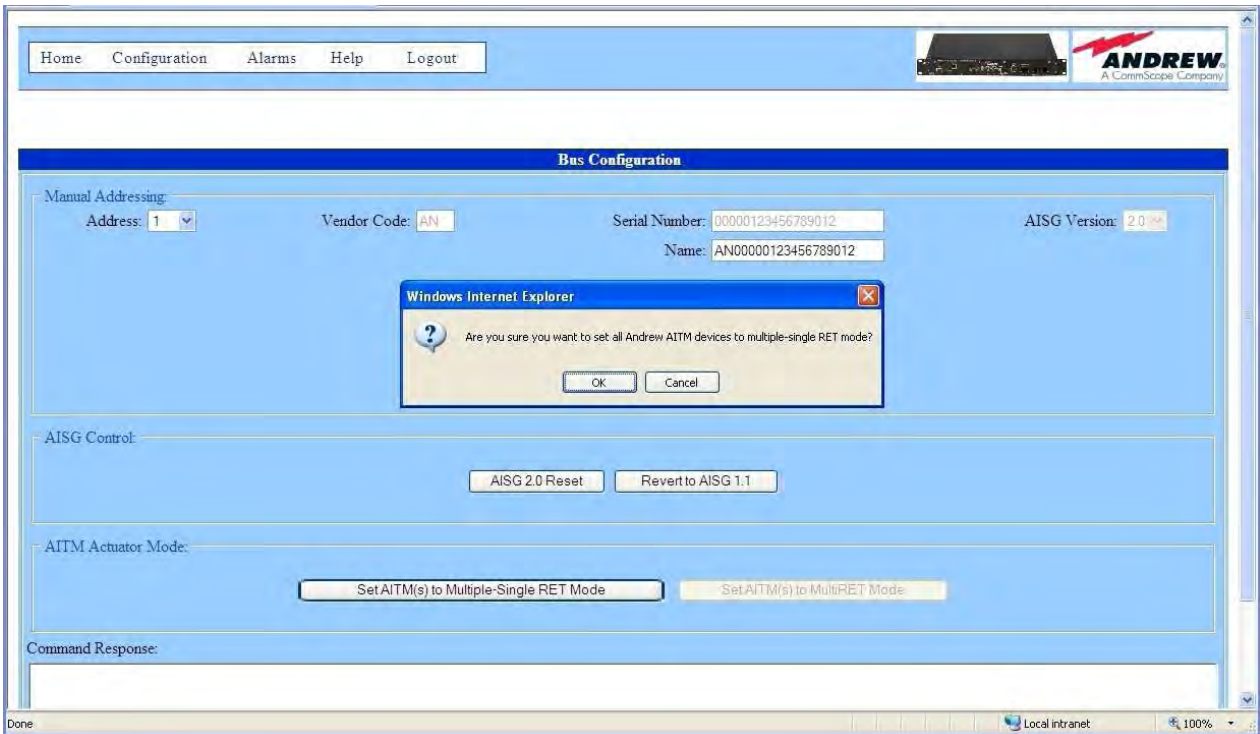 Home Configuration Alarms Help Logout
ANDREW®
A CommScope Company
Bus Configuration
Manual Addressing:
Address: 1 Vendor Code: AN Serial Number: 00000123456789012 AISG Version: 2.0
Name: AN00000123456789012
Windows Internet Explorer
Are you sure you want to set all Andrew AITM devices to multiple-single RET mode?
OK Cancel
AISG Control:
AISG 2.0 Reset Revert to AISG 1.1
AITM Actuator Mode:
Set AITM(s) to Multiple-Single RET Mode Set AITM(s) to MultiRET Mode
Command Response:
Done Local intranet 100%